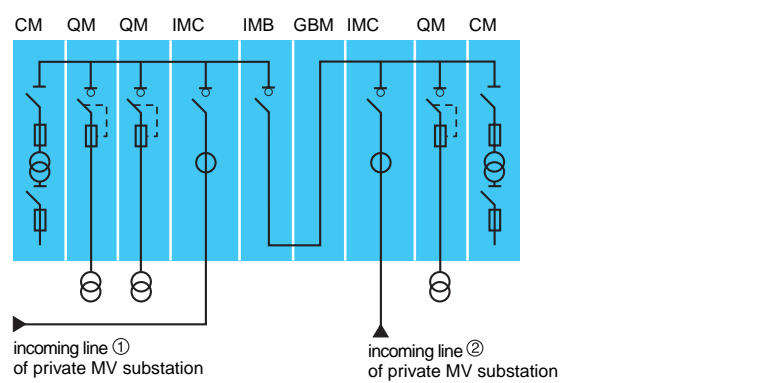 CM QM QM IMC IMB GBM IMC QM CM
incoming line ①
of private MV substation
incoming line ②
of private MV substation